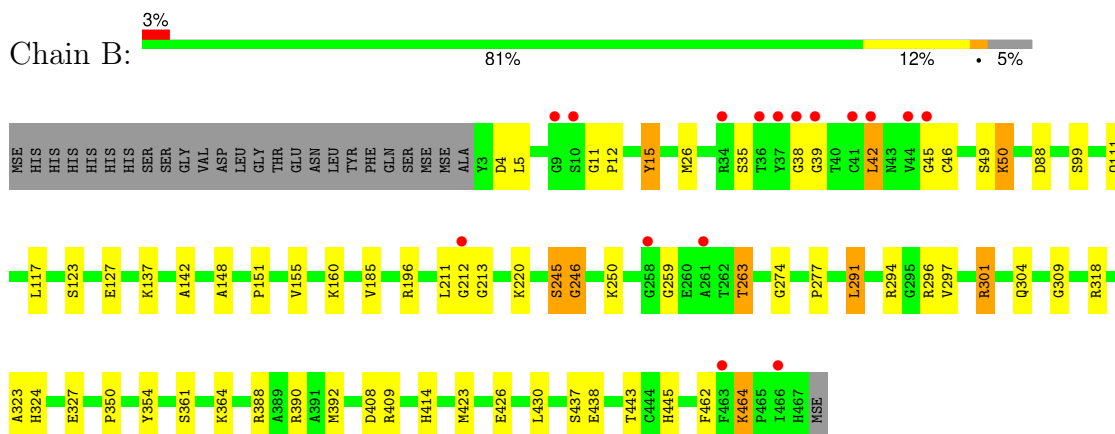 3%
Chain B:
81% 12% • 5%
MSE HIS HIS HIS HIS HIS HIS SER SER GLY VAL ASP LEU GLY THR GLU ASN LEU TYR PHE GLN SER MSE MSE ALA Y3 D4 L5 G9 S10 G11 P12 Y15 M26 R34 S35 T36 Y37 G38 G39 T40 C41 L42 N43 V44 G45 C46 S49 K50 D88 S99
L117 S123 E127 K137 A142 A148 P151 V155 K160 V185 R196 L211 G212 G213 K220 S245 G246 K250 G258 G259 E260 A261 T262 T263 G274 P277 L291 R294 G295 R296 V297 R301 Q304 G309 R318
A323 H324 E327 P350 Y354 S361 K364 R388 A389 R390 A391 M392 D408 R409 H414 M423 E426 L430 S437 E438 T443 C444 H445 F462 F463 K464 P465 I466 H467 MSE